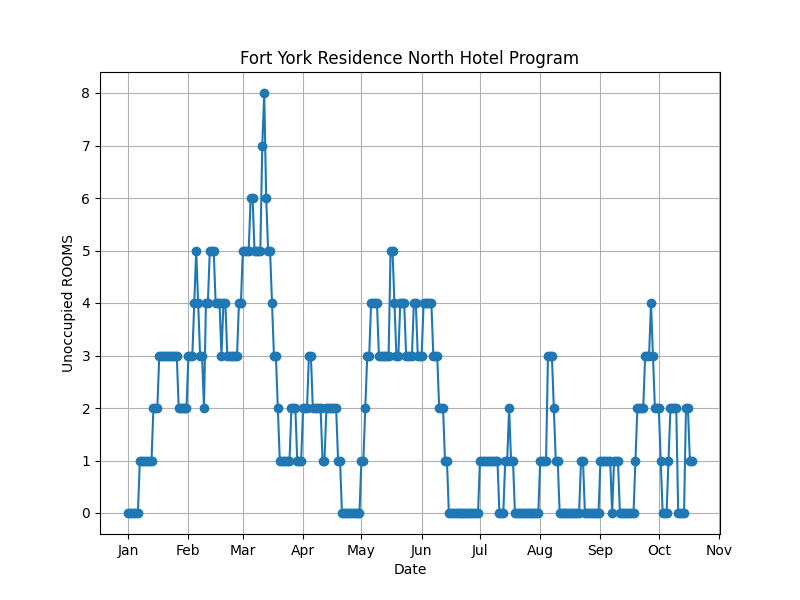 Fort York Residence North Hotel Program
8
7
6
5
4
3
2
1
0
Unoccupied ROOMS
Jan Feb Mar Apr May Jun Jul Aug Sep Oct Nov
Date